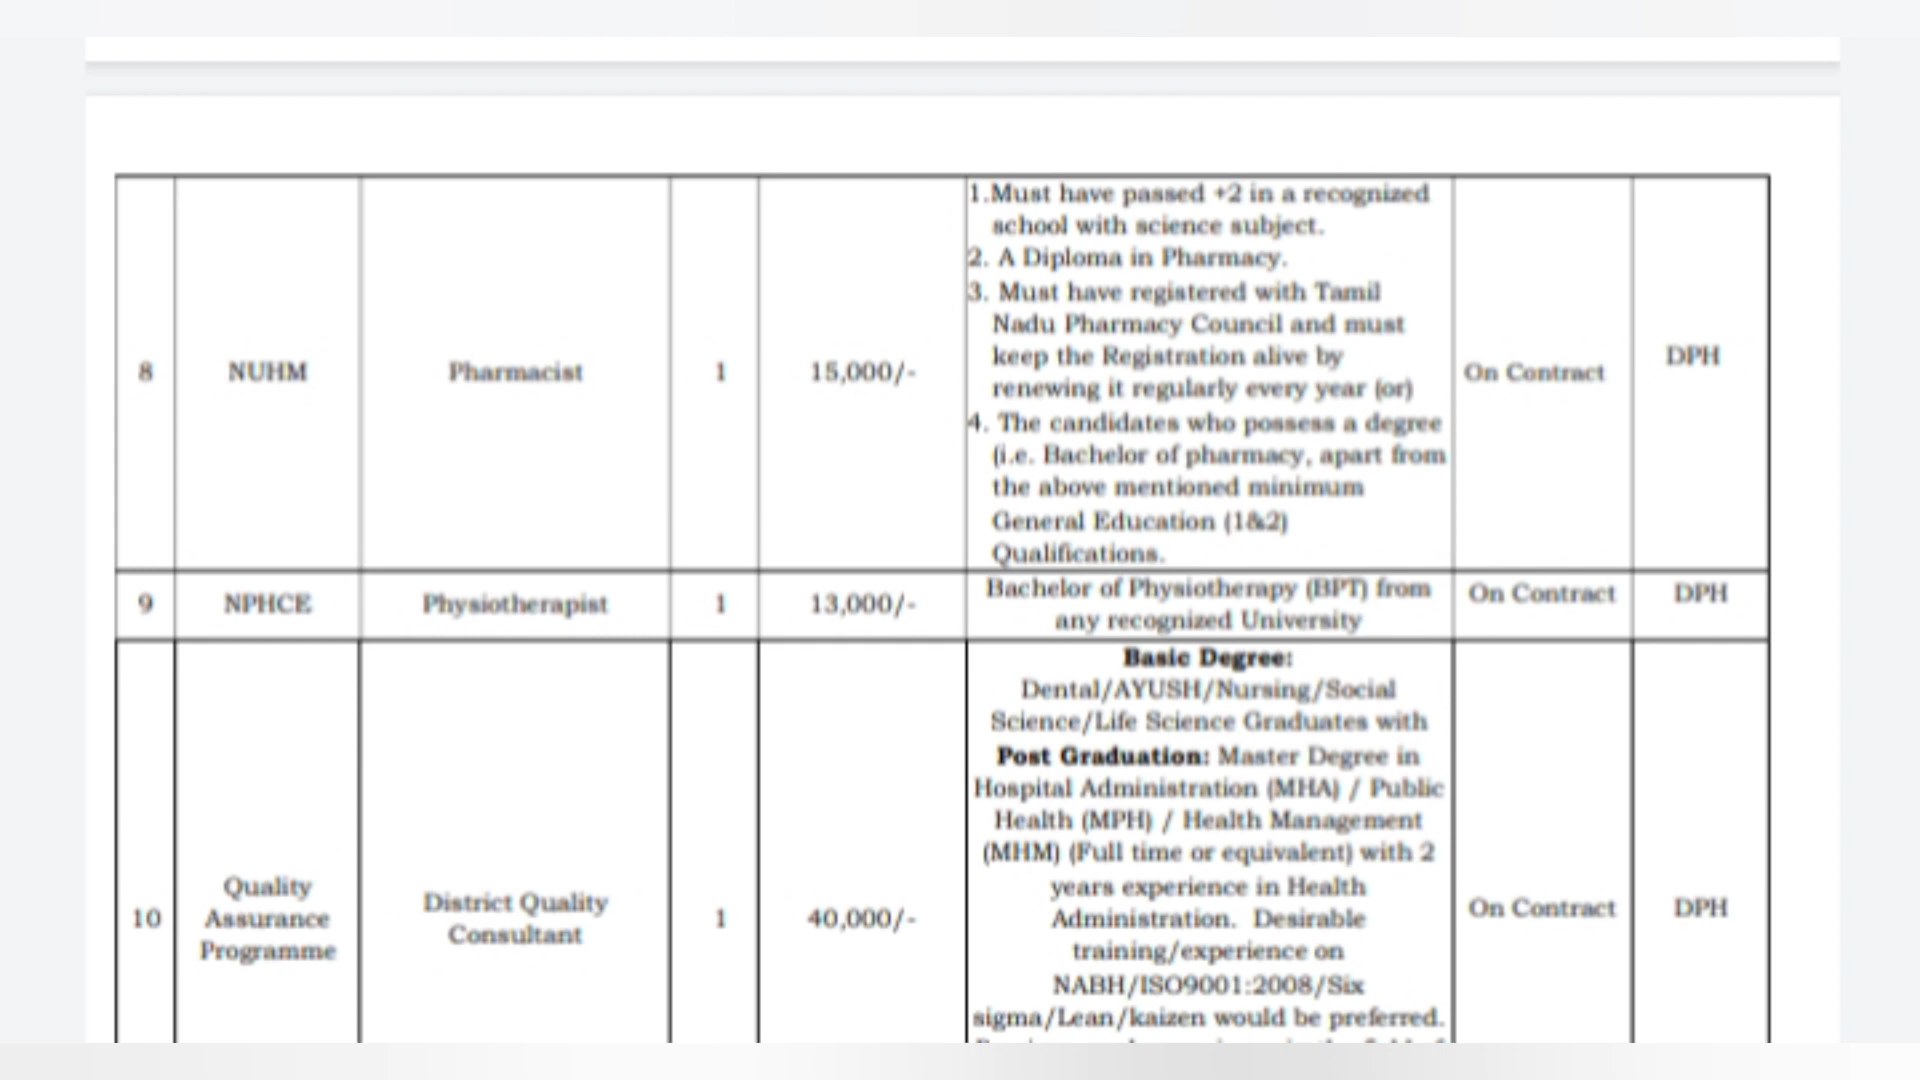 8
NUHM
Pharmacist
1
15,000/-
1.Must have passed +2 in a recognized
school with science subject.
2. A Diploma in Pharmacy.
3. Must have registered with Tamil
Nadu Pharmacy Council and must
keep the Registration alive by
renewing it regularly every year (or)
4. The candidates who possess a degree
(i.e. Bachelor of pharmacy, apart from
the above mentioned minimum
General Education (1&2)
Qualifications.
On Contract
DPH
9
NPHCE
Physiotherapist
1
13,000/-
Bachelor of Physiotherapy (BPT) from
any recognized University
On Contract
DPH
10
Quality
Assurance
Programme
District Quality
Consultant
1
40,000/-
Basic Degree:
Dental/AYUSH/Nursing/Social
Science/Life Science Graduates with
Post Graduation: Master Degree in
Hospital Administration (MHA) / Public
Health (MPH) / Health Management
(MHM) (Full time or equivalent) with 2
years experience in Health
Administration. Desirable
training/experience on
NABH/ISO9001:2008/Six
sigma/Lean/kaizen would be preferred.
On Contract
DPH